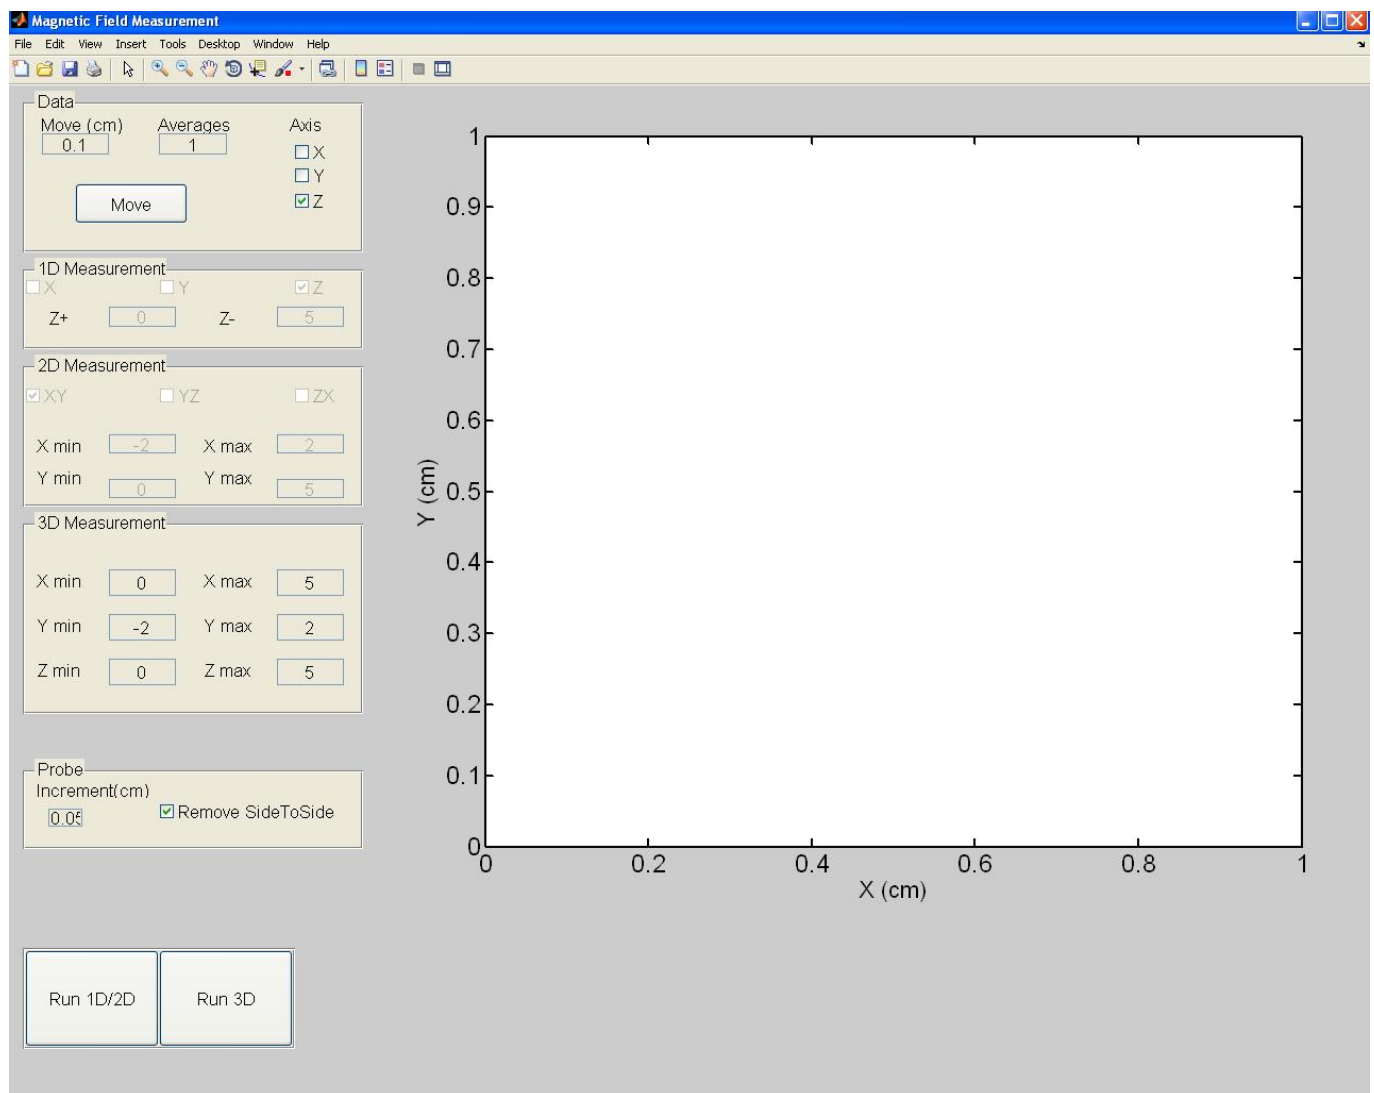 Magnetic Field Measurement
File Edit View Insert Tools Desktop Window Help
Data
Move (cm) Averages Axis
0.1 1
X
Y
Z
Move
1D Measurement
X Y Z
Z+ 0 Z- 5
2D Measurement
XY YZ ZX
X min -2 X max 2
Y min 0 Y max 5
3D Measurement
X min 0 X max 5
Y min -2 Y max 2
Z min 0 Z max 5
Probe
Increment(cm)
0.05 Remove SideToSide
Run 1D/2D Run 3D
1
0.9
0.8
0.7
0.6
0.5
0.4
0.3
0.2
0.1
0
Y (cm)
0 0.2 0.4 0.6 0.8 1
X (cm)